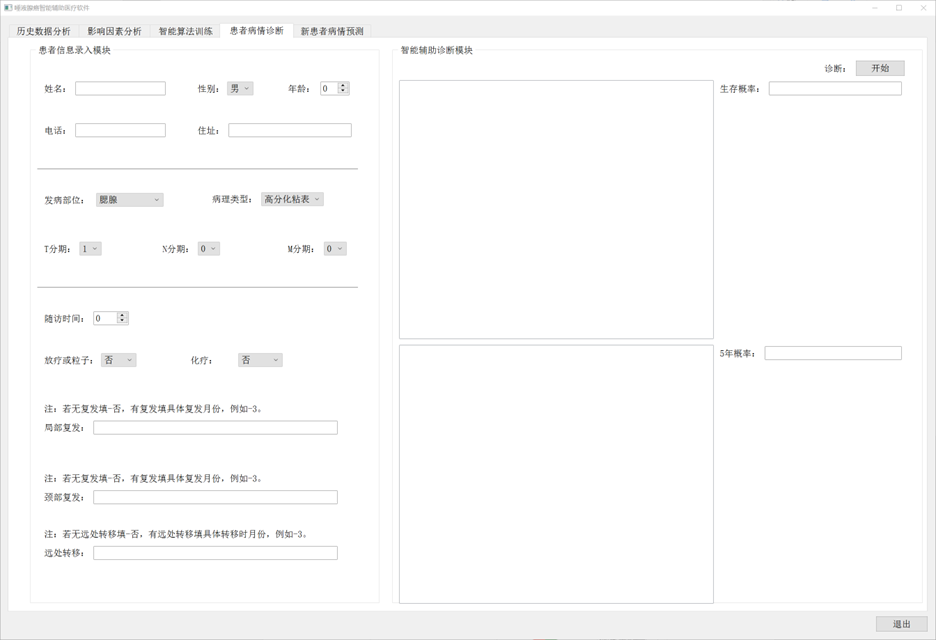 唾液腺癌智能辅助医疗软件
历史数据分析 影响因素分析 智能算法训练 患者病情诊断 新患者病情预测
患者信息录入模块
姓名： 性别： 男 年龄： 0
电话： 住址：
发病部位： 腮腺 病理类型： 高分化粘表
T分期： 1 N分期： 0 M分期： 0
随访时间： 0
放疗或粒子： 否 化疗： 否
注：若无复发填-否，有复发填具体复发月份，例如-3。
局部复发：
注：若无复发填-否，有复发填具体复发月份，例如-3。
颈部复发：
注：若无远处转移填-否，有远处转移填具体转移时月份，例如-3。
远处转移：
智能辅助诊断模块
诊断： 开始
生存概率：
5年概率：
退出